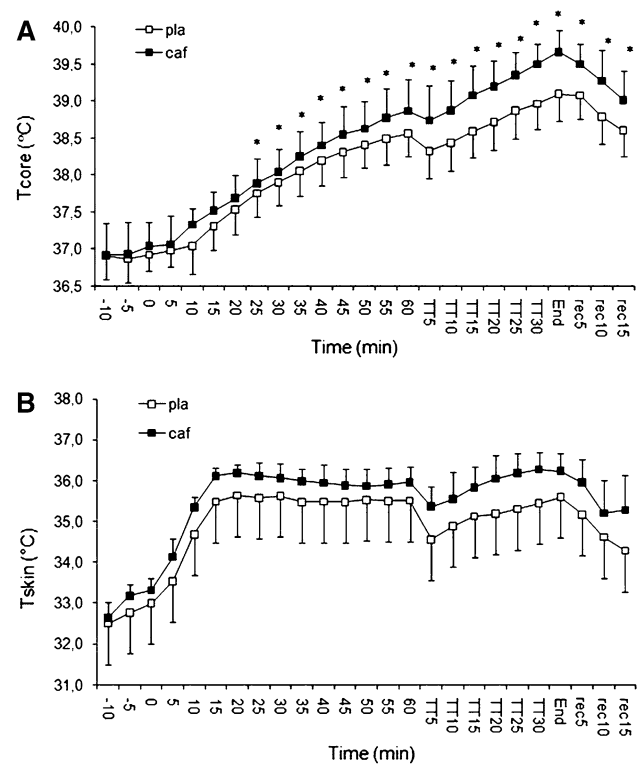 A
pla
caf
* * * * * * * * * * * * * * * * * *
40,0
39,5
39,0
38,5
38,0
37,5
37,0
36,5
Tcore (°C)
-10 -5 0 5 10 15 20 25 30 35 40 45 50 55 60 TT5 TT10 TT15 TT20 TT25 TT30 End rec5 rec10 rec15
Time (min)
B
pla
caf
38,0
37,0
36,0
35,0
34,0
33,0
32,0
31,0
Tskin (°C)
-10 -5 0 5 10 15 20 25 30 35 40 45 50 55 60 TT5 TT10 TT15 TT20 TT25 TT30 End rec5 rec10 rec15
Time (min)